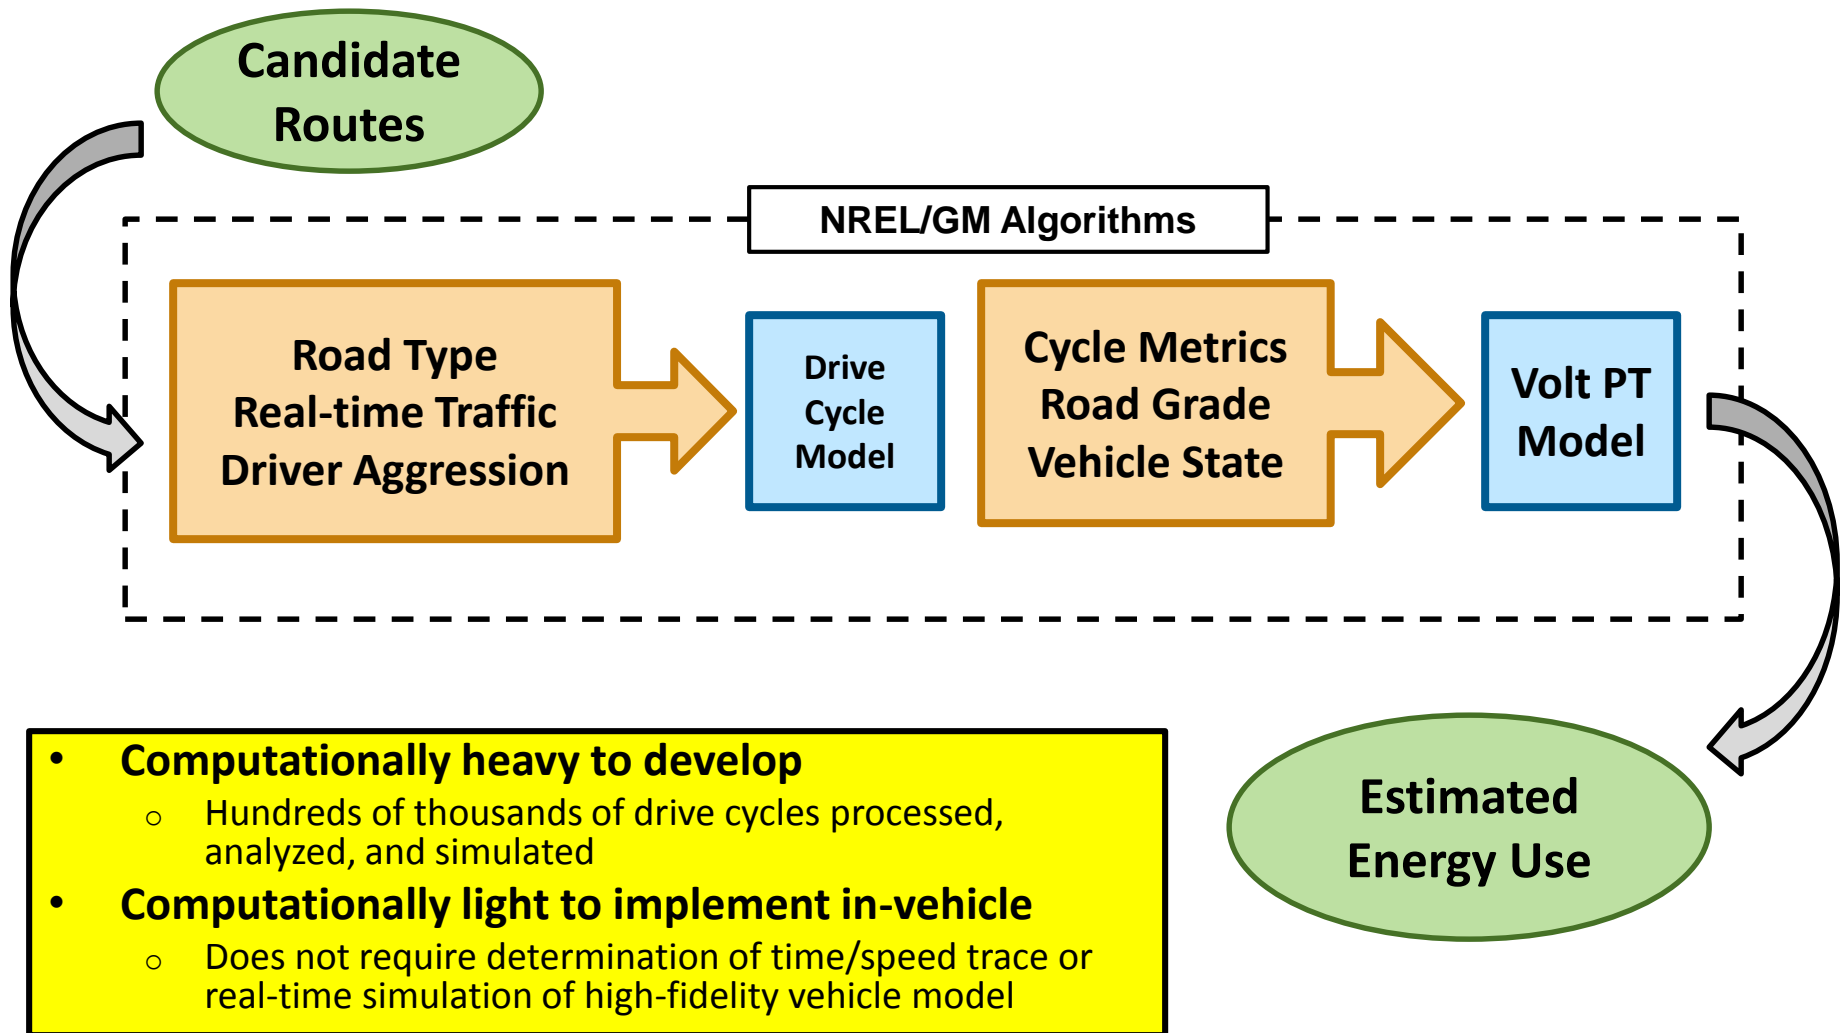 Candidate
Routes
NREL/GM Algorithms
Road Type
Real-time Traffic
Driver Aggression
Drive
Cycle
Model
Cycle Metrics
Road Grade
Vehicle State
Volt PT
Model
• Computationally heavy to develop
o Hundreds of thousands of drive cycles processed,
analyzed, and simulated
• Computationally light to implement in-vehicle
o Does not require determination of time/speed trace or
real-time simulation of high-fidelity vehicle model
Estimated
Energy Use